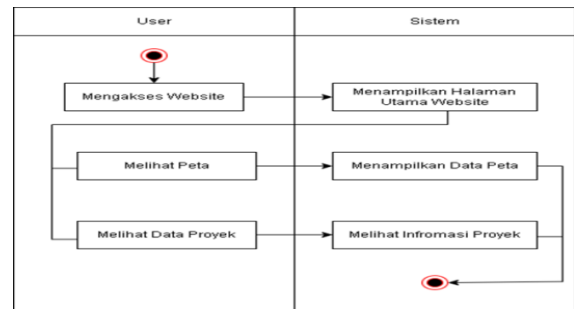 User
Sistem
Mengakses Website
Menampilkan Halaman
Utama Website
Melihat Peta
Menampilkan Data Peta
Melihat Data Proyek
Melihat Infromasi Proyek